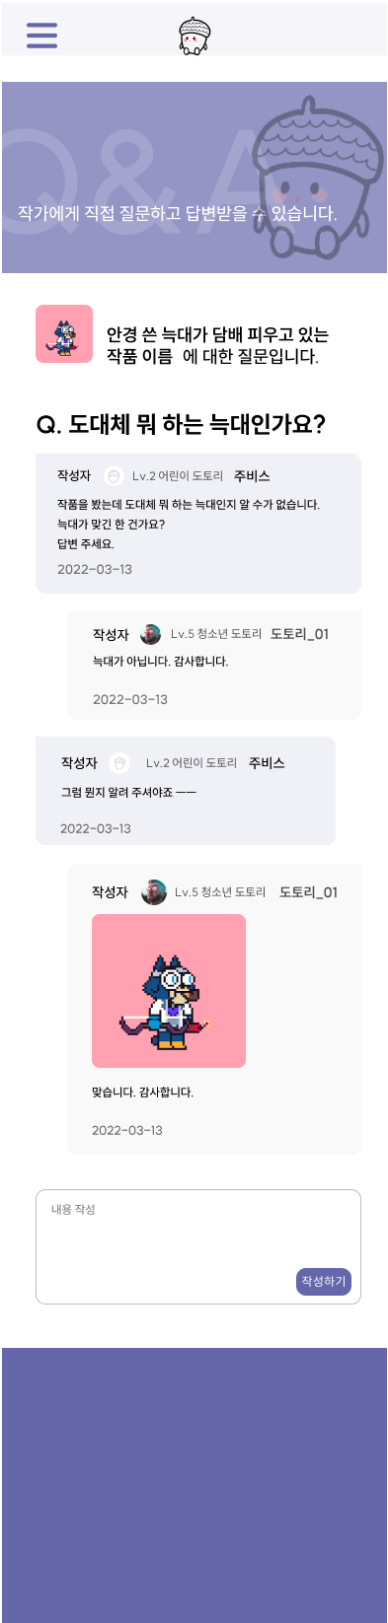 Q&A
작가에게 직접 질문하고 답변받을 수 있습니다.
안경 쓴 늑대가 담배 피우고 있는
작품 이름 에 대한 질문입니다.
Q. 도대체 뭐 하는 늑대인가요?
작성자 Lv.2 어린이 도토리 주비스
작품을 봤는데 도대체 뭐 하는 늑대인지 알 수가 없습니다.
늑대가 맞긴 한 건가요?
답변 주세요.
2022-03-13
작성자 Lv.5 청소년 도토리 도토리_01
늑대가 아닙니다. 감사합니다.
2022-03-13
작성자 Lv.2 어린이 도토리 주비스
그럼 뭔지 알려 주셔야죠 ㅡㅡ
2022-03-13
작성자 Lv.5 청소년 도토리 도토리_01
맞습니다. 감사합니다.
2022-03-13
내용 작성
작성하기